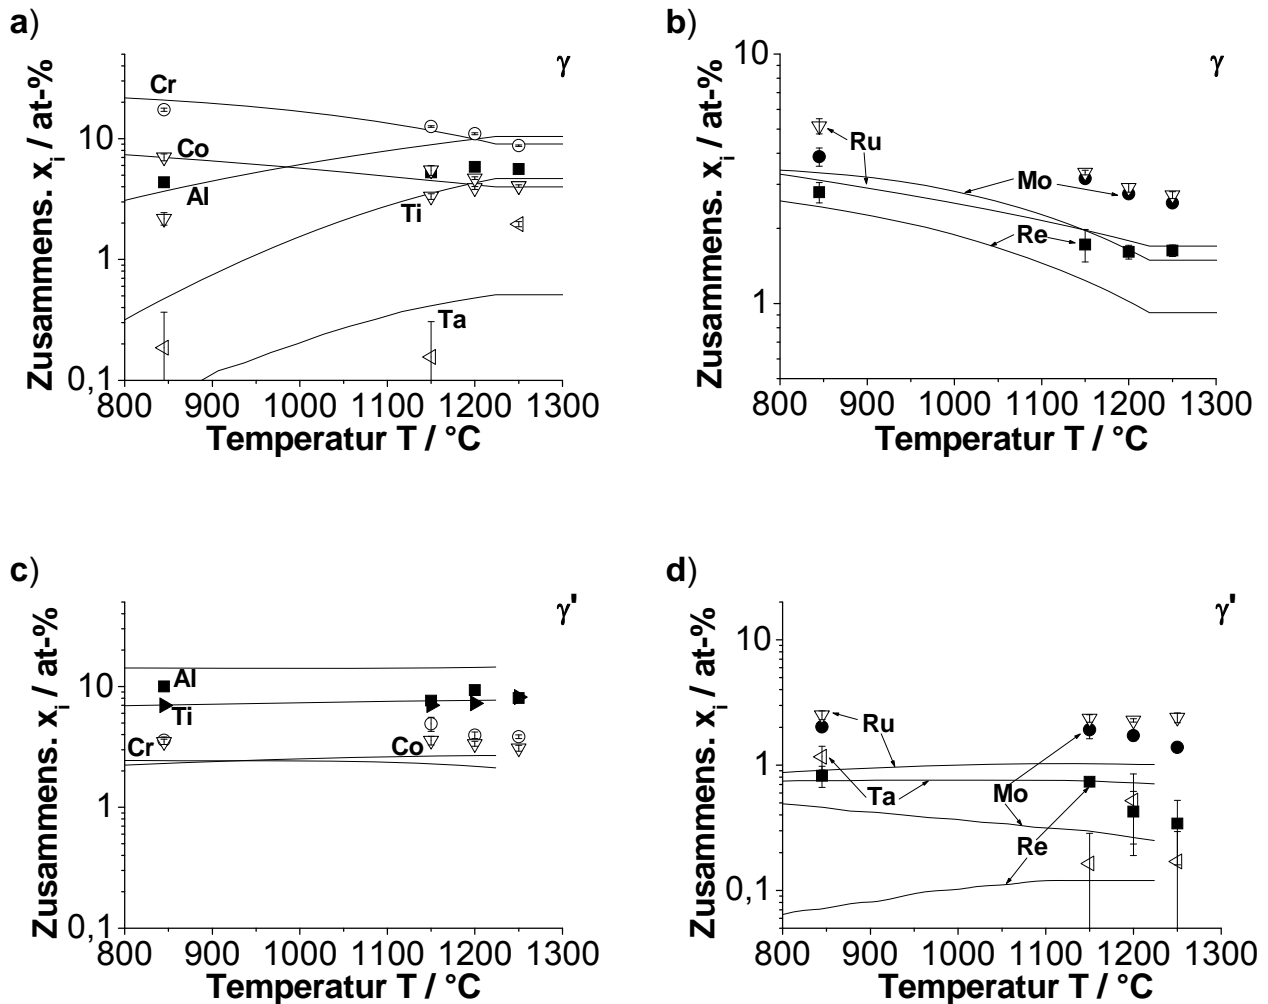 a)
γ
Zusammens. x_i / at-%
10
1
0,1
Cr
Co
Al
Ti
Ta
800 900 1000 1100 1200 1300
Temperatur T / °C
b)
γ
Zusammens. x_i / at-%
10
1
Ru
Mo
Re
800 900 1000 1100 1200 1300
Temperatur T / °C
c)
γ'
Zusammens. x_i / at-%
10
1
0,1
Al
Ti
Cr
Co
800 900 1000 1100 1200 1300
Temperatur T / °C
d)
γ'
Zusammens. x_i / at-%
10
1
0,1
Ru
Ta
Mo
Re
800 900 1000 1100 1200 1300
Temperatur T / °C